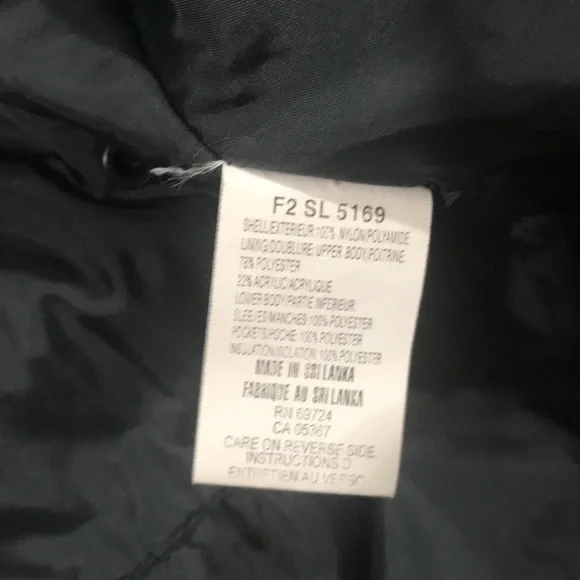 F2 SL 5169
SHELL/EXTERIEUR:100% NYLON/POLYAMIDE
LINING/DOUBLURE: UPPER BODY/POITRINE:
78% POLYESTER
22% ACRYLIC/ACRYLIQUE
LOWER BODY/PARTIE INFERIEUR:
SLEEVES/MANCHES: 100% POLYESTER
POCKETS/POCHE: 100% POLYESTER
INSULATION/ISOLATION: 100% POLYESTER
MADE IN SRI LANKA
FABRIQUE AU SRI LANKA
RN 69724
CA 05367
CARE ON REVERSE SIDE
INSTRUCTIONS D
ENTRETIEN AU VERSO